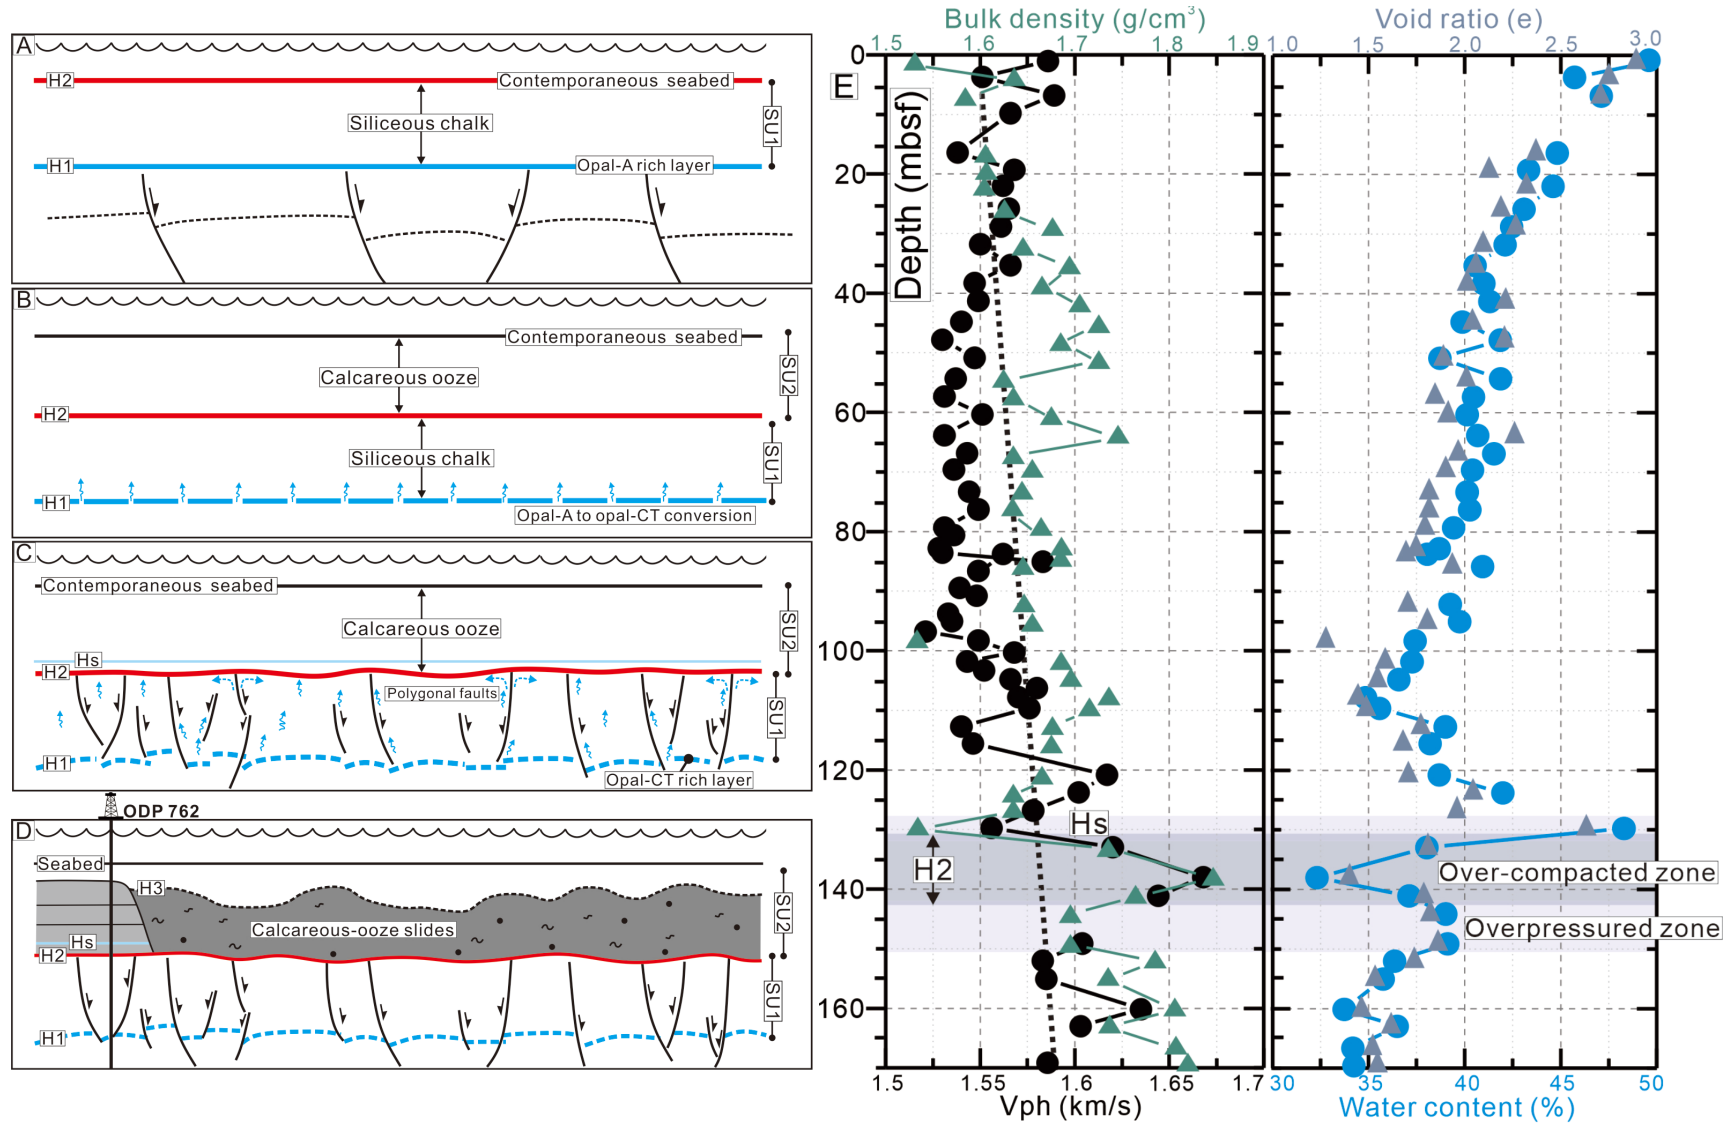 A
H2
Contemporaneous seabed
Siliceous chalk
SU1
H1
Opal-A rich layer
B
Contemporaneous seabed
Calcareous ooze
SU2
H2
Siliceous chalk
SU1
H1
Opal-A to opal-CT conversion
C
Contemporaneous seabed
Calcareous ooze
SU2
Hs
H2
Polygonal faults
SU1
H1
Opal-CT rich layer
ODP 762
D
Seabed
H3
SU2
Calcareous-ooze slides
Hs
H2
SU1
H1
Bulk density (g/cm³)
1.5 1.6 1.7 1.8 1.9
Void ratio (e)
1.0 1.5 2.0 2.5 3.0
E
Depth (mbsf)
0
20
40
60
80
100
120
140
160
Hs
H2
Over-compacted zone
Overpressured zone
1.5 1.55 1.6 1.65 1.7
Vph (km/s)
30 35 40 45 50
Water content (%)